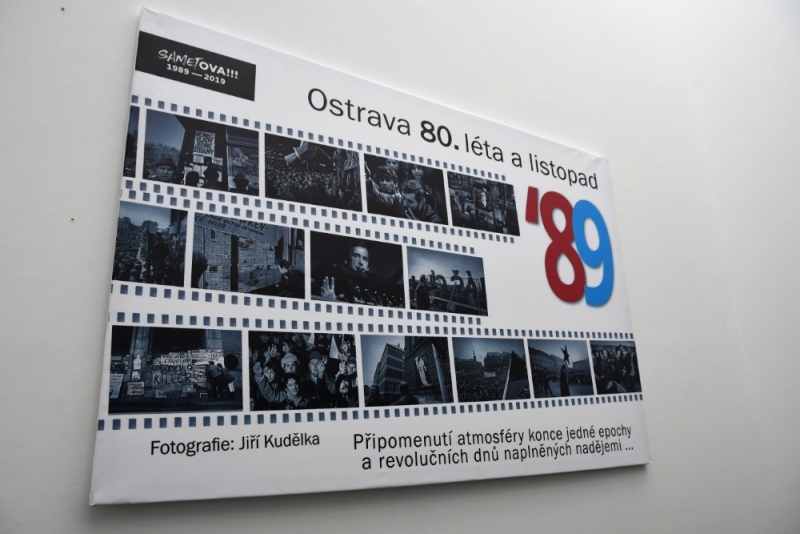 SAMETOVA!!!
1989 — 2019
Ostrava 80. léta a listopad
'89
Fotografie: Jiří Kudělka
Připomenutí atmosféry konce jedné epochy
a revolučních dnů naplněných nadějemi ...